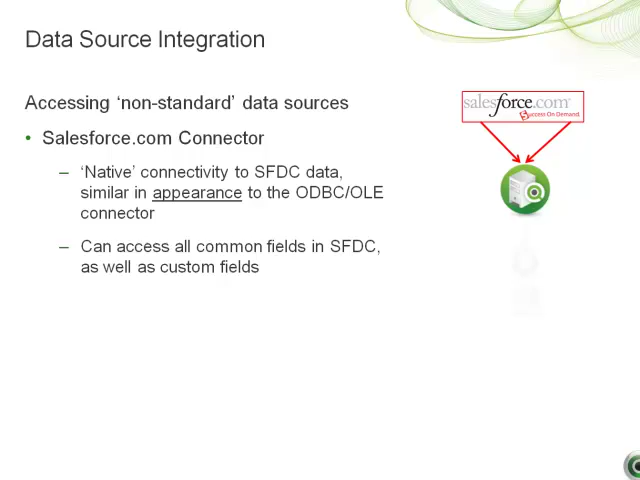 Data Source Integration
Accessing ‘non-standard’ data sources
• Salesforce.com Connector
– ‘Native’ connectivity to SFDC data,
similar in appearance to the ODBC/OLE
connector
– Can access all common fields in SFDC,
as well as custom fields
salesforce.com
Success On Demand